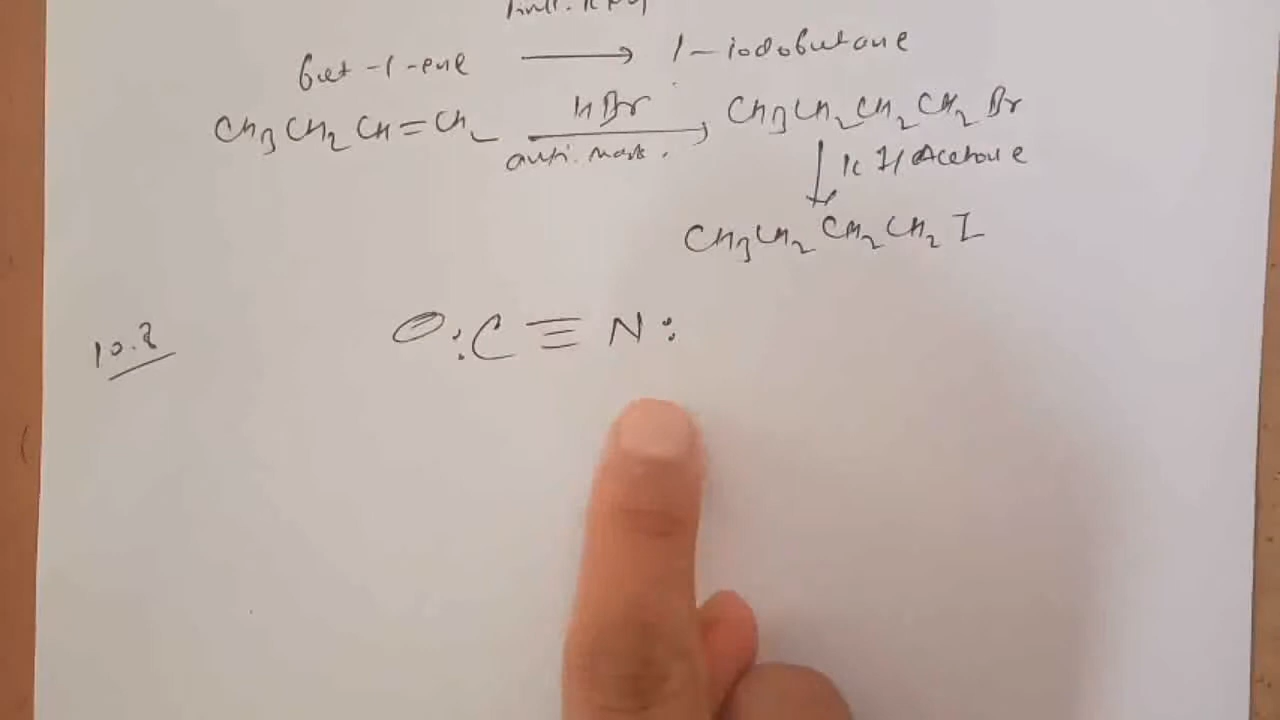 but-1-ene → 1-iodobutane
CH3CH2CH=CH2 HBr → anti. mark. CH3CH2CH2CH2Br
↓ KI/Acetone
CH3CH2CH2CH2I
10.8 ⊖:C≡N: